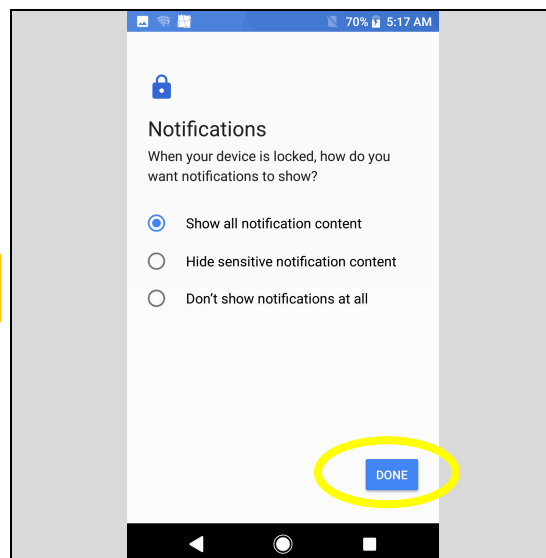 70% 5:17 AM
Notifications
When your device is locked, how do you
want notifications to show?
Show all notification content
Hide sensitive notification content
Don't show notifications at all
DONE